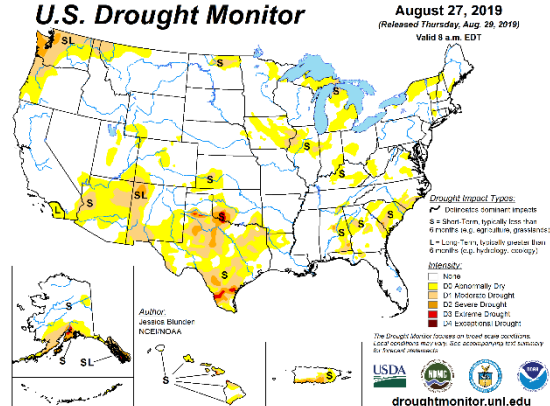 U.S. Drought Monitor
August 27, 2019
(Released Thursday, Aug. 29, 2019)
Valid 8 a.m. EDT
SL
S
S
S
S
S
SL
S
L
S
S
S
S
S
S
S
S
S
SL
S
S
Author:
Jessica Blunden
NCEI/NOAA
Drought Impact Types:
Delineates dominant impacts
S = Short-Term, typically less than
6 months (e.g. agriculture, grasslands)
L = Long-Term, typically greater than
6 months (e.g. hydrology, ecology)
Intensity:
None
D0 Abnormally Dry
D1 Moderate Drought
D2 Severe Drought
D3 Extreme Drought
D4 Exceptional Drought
The Drought Monitor focuses on broad-scale conditions.
Local conditions may vary. See accompanying text summary
for forecast statements.
USDA
NDMC
NOAA
droughtmonitor.unl.edu